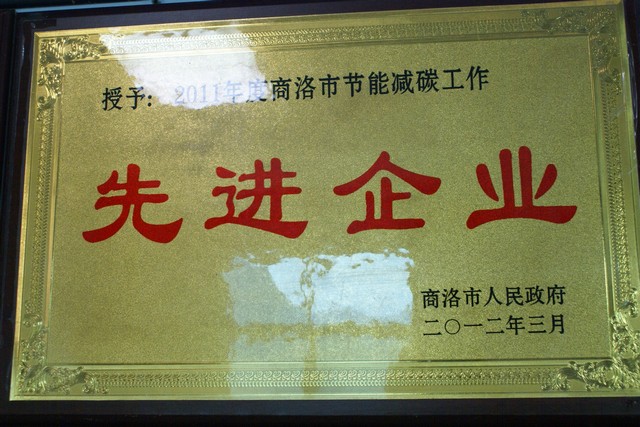 授予：2011年度商洛市节能减碳工作
先进企业
商洛市人民政府
二〇一二年三月